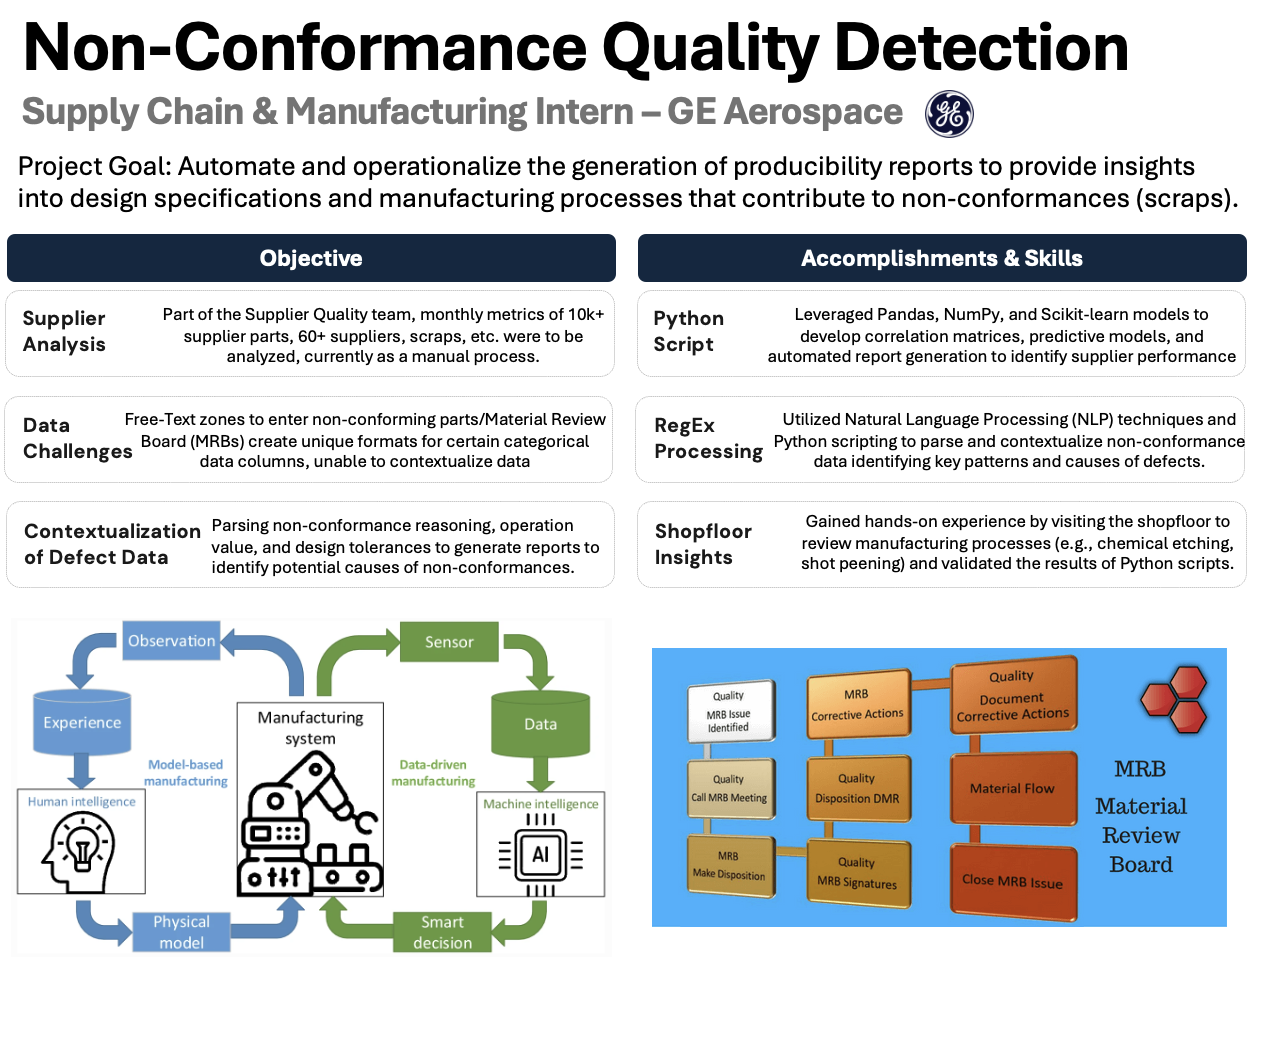 Non-Conformance Quality Detection
Supply Chain & Manufacturing Intern – GE Aerospace
Project Goal: Automate and operationalize the generation of producibility reports to provide insights
into design specifications and manufacturing processes that contribute to non-conformances (scraps).
Objective
Supplier
Analysis
Part of the Supplier Quality team, monthly metrics of 10k+
supplier parts, 60+ suppliers, scraps, etc. were to be
analyzed, currently as a manual process.
Data
Challenges
Free-Text zones to enter non-conforming parts/Material Review
Board (MRBs) create unique formats for certain categorical
data columns, unable to contextualize data
Contextualization
of Defect Data
Parsing non-conformance reasoning, operation
value, and design tolerances to generate reports to
identify potential causes of non-conformances.
Accomplishments & Skills
Python
Script
Leveraged Pandas, NumPy, and Scikit-learn models to
develop correlation matrices, predictive models, and
automated report generation to identify supplier performance
RegEx
Processing
Utilized Natural Language Processing (NLP) techniques and
Python scripting to parse and contextualize non-conformance
data identifying key patterns and causes of defects.
Shopfloor
Insights
Gained hands-on experience by visiting the shopfloor to
review manufacturing processes (e.g., chemical etching,
shot peening) and validated the results of Python scripts.
Observation
Experience
Human intelligence
Physical
model
Model-based
manufacturing
Manufacturing
system
Data-driven
manufacturing
Sensor
Data
Machine intelligence
AI
Smart
decision
Quality
MRB Issue
Identified
Quality
Call MRB Meeting
MRB
Make Disposition
MRB
Corrective Actions
Quality
Disposition DMR
Quality
MRB Signatures
Quality
Document
Corrective Actions
Material Flow
Close MRB Issue
MRB
Material
Review
Board